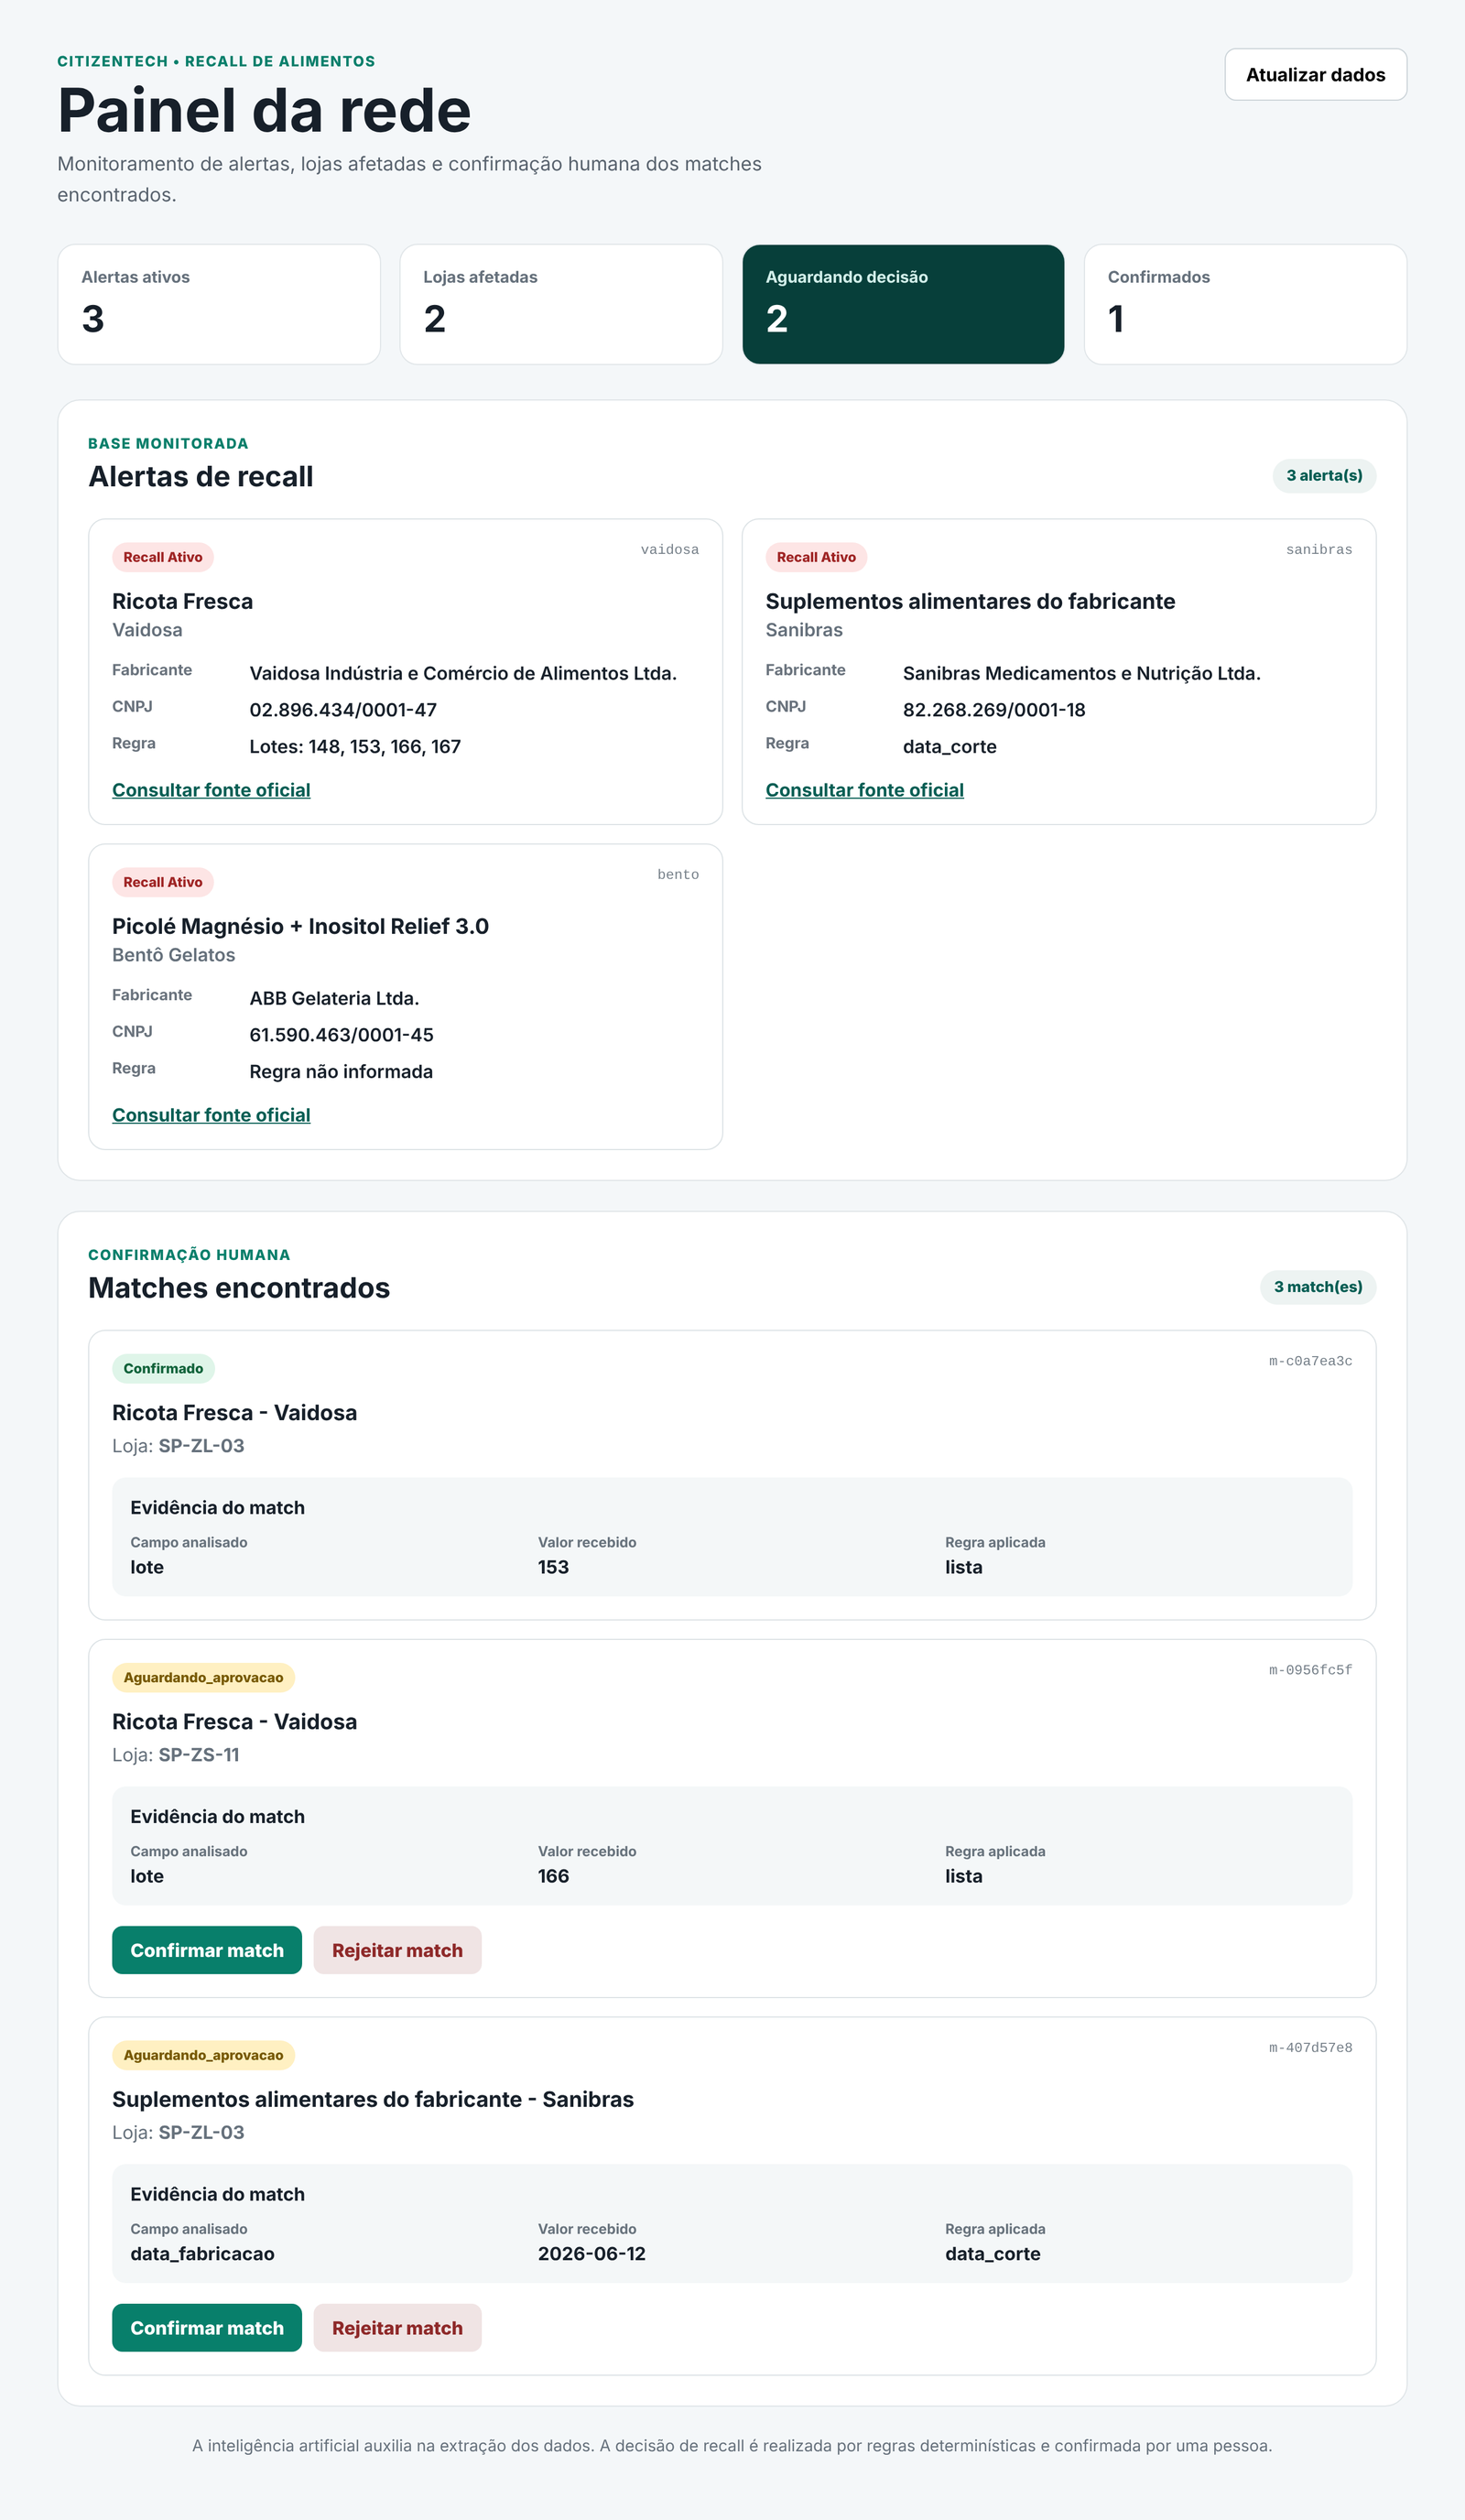 CITIZENTECH • RECALL DE ALIMENTOS
Painel da rede
Atualizar dados
Monitoramento de alertas, lojas afetadas e confirmação humana dos matches
encontrados.
Alertas ativos
3
Lojas afetadas
2
Aguardando decisão
2
Confirmados
1
BASE MONITORADA
Alertas de recall
3 alerta(s)
Recall Ativo
vaidosa
Ricota Fresca
Vaidosa
Fabricante Vaidosa Indústria e Comércio de Alimentos Ltda.
CNPJ 02.896.434/0001-47
Regra Lotes: 148, 153, 166, 167
Consultar fonte oficial
Recall Ativo
sanibras
Suplementos alimentares do fabricante
Sanibras
Fabricante Sanibras Medicamentos e Nutrição Ltda.
CNPJ 82.268.269/0001-18
Regra data_corte
Consultar fonte oficial
Recall Ativo
bento
Picolé Magnésio + Inositol Relief 3.0
Bentô Gelatos
Fabricante ABB Gelateria Ltda.
CNPJ 61.590.463/0001-45
Regra Regra não informada
Consultar fonte oficial
CONFIRMAÇÃO HUMANA
Matches encontrados
3 match(es)
Confirmado
m-c0a7ea3c
Ricota Fresca - Vaidosa
Loja: SP-ZL-03
Evidência do match
Campo analisado Valor recebido Regra aplicada
lote 153 lista
Aguardando_aprovacao
m-0956fc5f
Ricota Fresca - Vaidosa
Loja: SP-ZS-11
Evidência do match
Campo analisado Valor recebido Regra aplicada
lote 166 lista
Confirmar match Rejeitar match
Aguardando_aprovacao
m-407d57e8
Suplementos alimentares do fabricante - Sanibras
Loja: SP-ZL-03
Evidência do match
Campo analisado Valor recebido Regra aplicada
data_fabricacao 2026-06-12 data_corte
Confirmar match Rejeitar match
A inteligência artificial auxilia na extração dos dados. A decisão de recall é realizada por regras determinísticas e confirmada por uma pessoa.